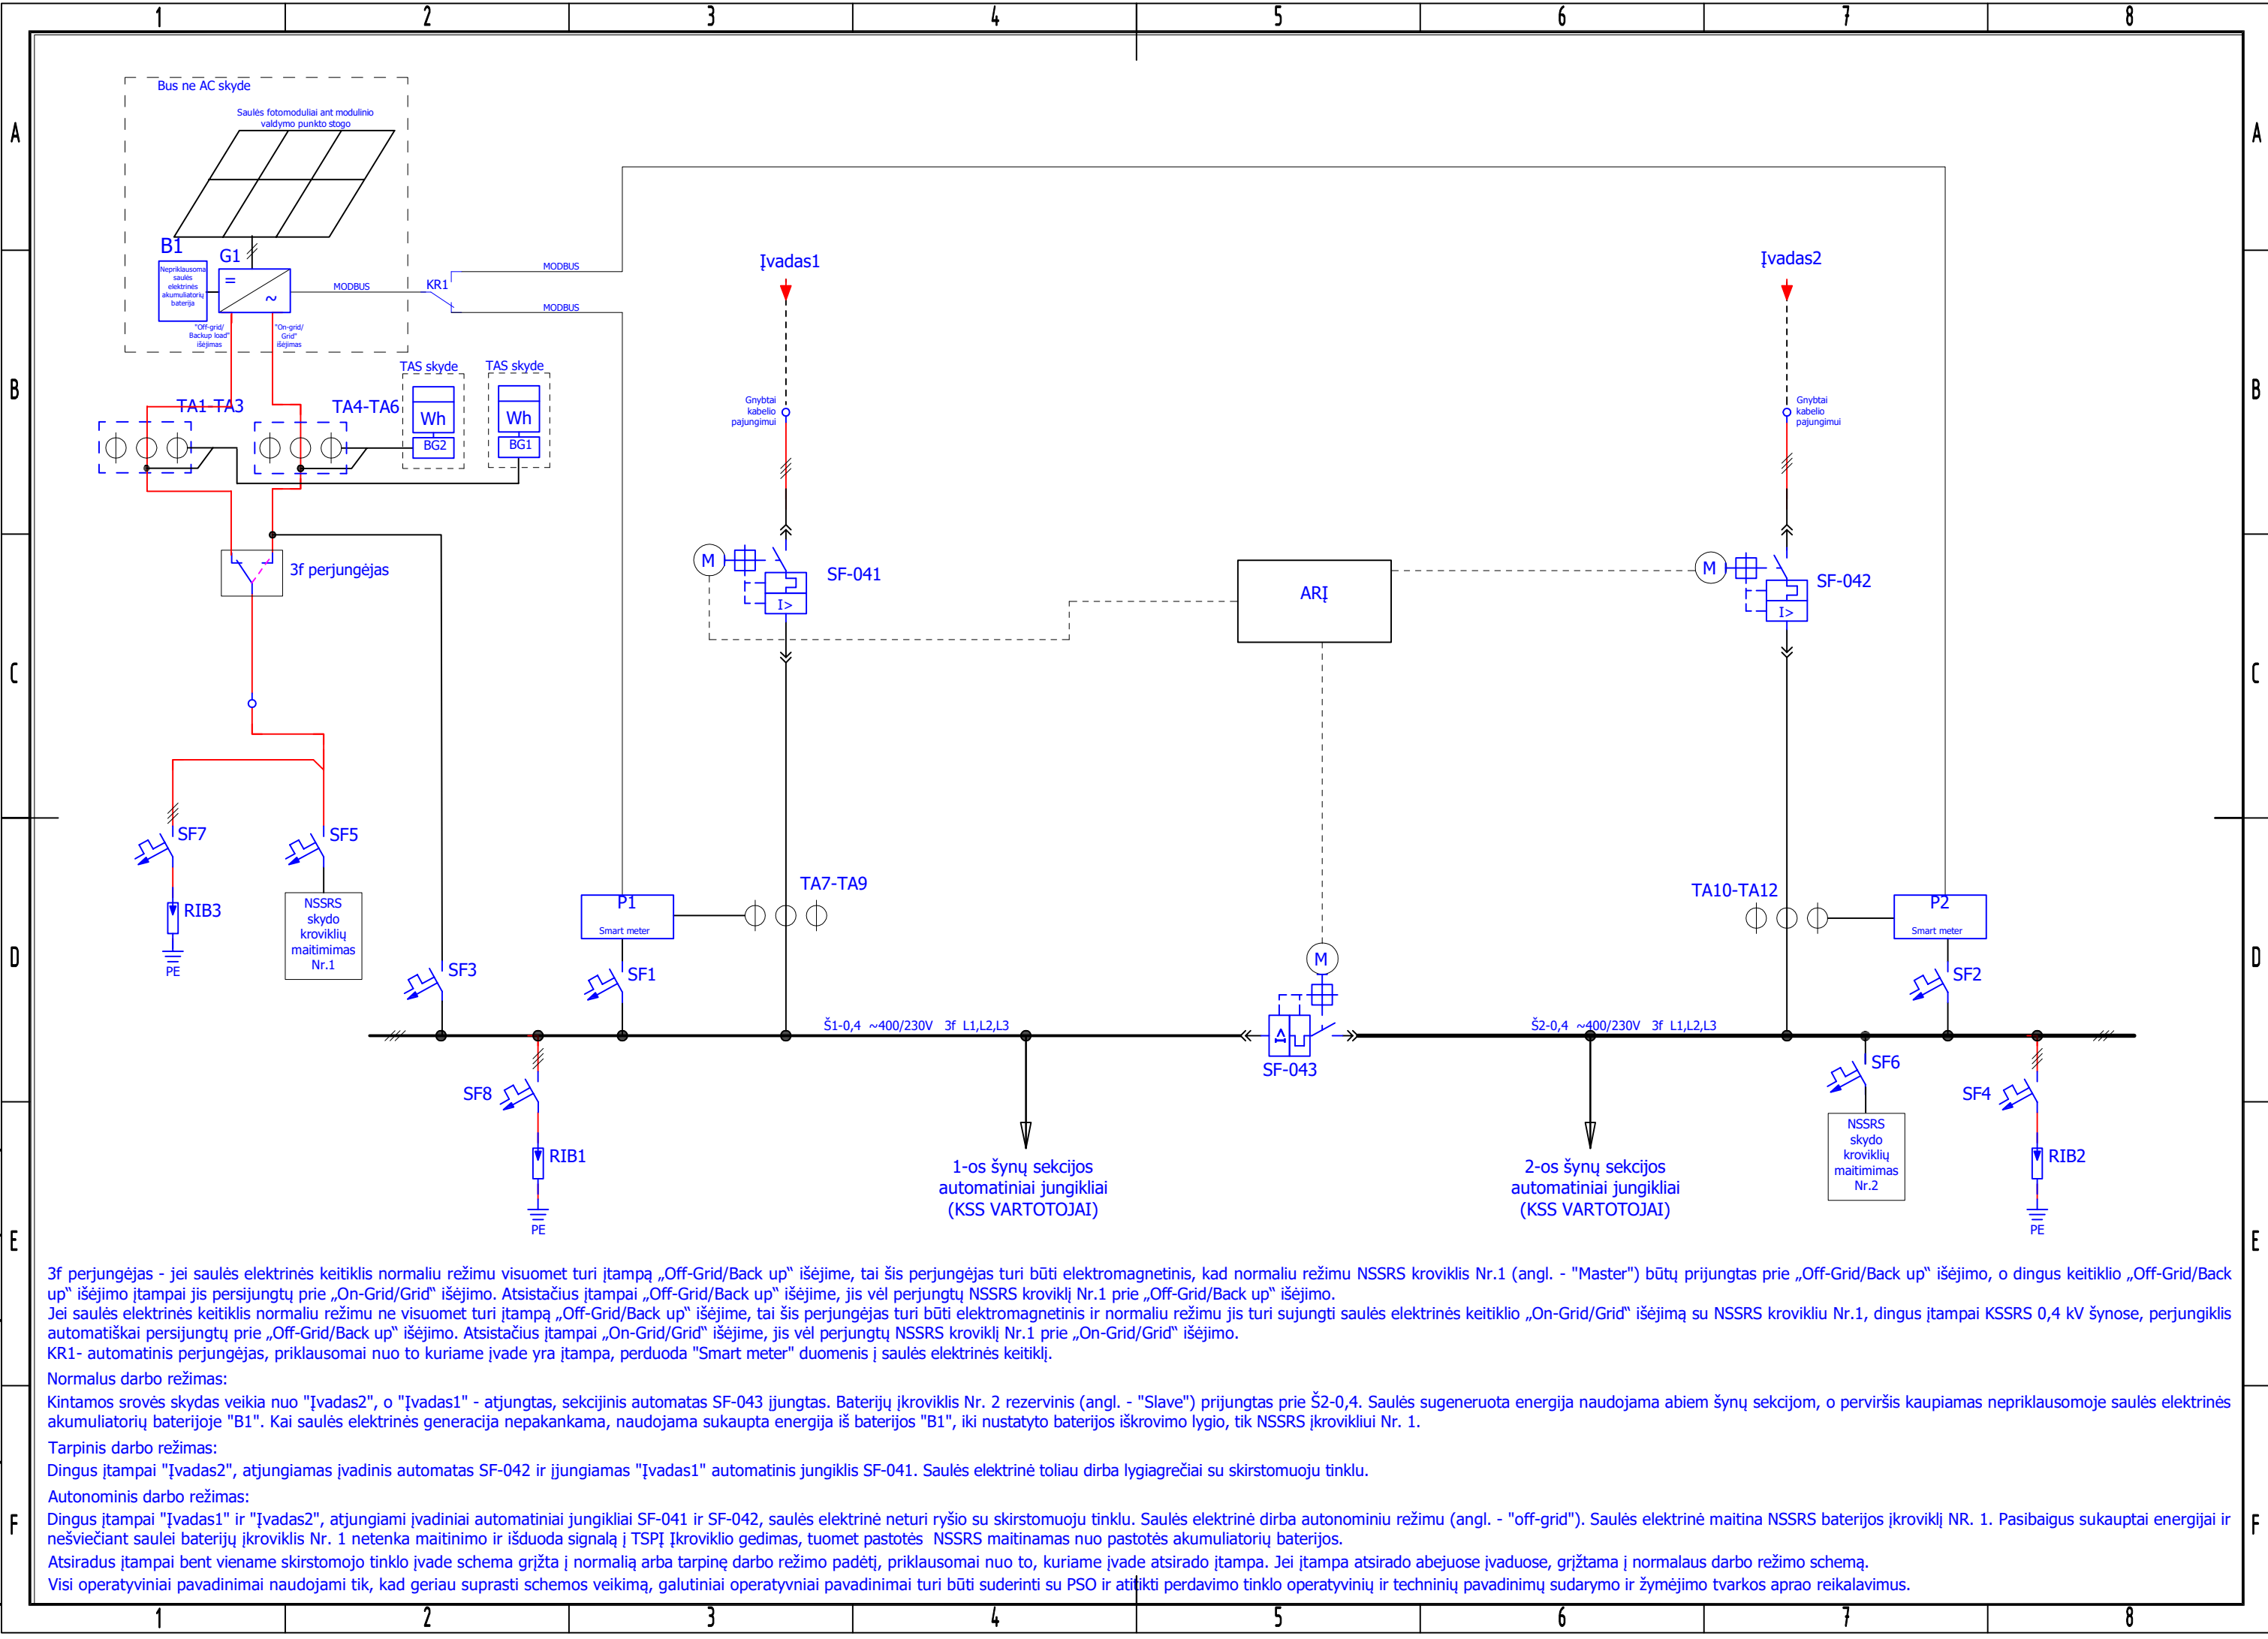 1 2 3 4 5 6 7 8
A A
B B
C C
D D
E E
F F
Bus ne AC skyde
Saulės fotomoduliai ant modulinio
valdymo punkto stogo
B1
Nepriklausoma
saulės
elektrinės
akumuliatorių
baterija
G1
=
~
"Off-grid/
Backup load"
išėjimas
"On-grid/
Grid"
išėjimas
MODBUS
KR1
MODBUS
MODBUS
Įvadas1
Įvadas2
TAS skyde
TAS skyde
Wh
Wh
BG2
BG1
TA1-TA3
TA4-TA6
Gnybtai
kabelio
pajungimui
Gnybtai
kabelio
pajungimui
3f perjungėjas
M
I>
SF-041
ARĮ
M
I>
SF-042
SF7
SF5
RIB3
PE
NSSRS
skydo
kroviklių
maitimimas
Nr.1
SF3
P1
Smart meter
SF1
TA7-TA9
TA10-TA12
P2
Smart meter
SF2
M
I>
SF-043
Š1-0,4 ~400/230V 3f L1,L2,L3
Š2-0,4 ~400/230V 3f L1,L2,L3
SF8
RIB1
PE
1-os šynų sekcijos
automatiniai jungikliai
(KSS VARTOTOJAI)
2-os šynų sekcijos
automatiniai jungikliai
(KSS VARTOTOJAI)
SF6
NSSRS
skydo
kroviklių
maitimimas
Nr.2
SF4
RIB2
PE
3f perjungėjas - jei saulės elektrinės keitiklis normaliu režimu visuomet turi įtampą „Off-Grid/Back up“ išėjime, tai šis perjungėjas turi būti elektromagnetinis, kad normaliu režimu NSSRS kroviklis Nr.1 (angl. - "Master") būtų prijungtas prie „Off-Grid/Back up“ išėjimo, o dingus keitiklio „Off-Grid/Back
up“ išėjimo įtampai jis persijungtų prie „On-Grid/Grid“ išėjimo. Atsistačius įtampai „Off-Grid/Back up“ išėjime, jis vėl perjungtų NSSRS kroviklį Nr.1 prie „Off-Grid/Back up“ išėjimo.
Jei saulės elektrinės keitiklis normaliu režimu ne visuomet turi įtampą „Off-Grid/Back up“ išėjime, tai šis perjungėjas turi būti elektromagnetinis ir normaliu režimu jis turi sujungti saulės elektrinės keitiklio „On-Grid/Grid“ išėjimą su NSSRS krovikliu Nr.1, dingus įtampai KSSRS 0,4 kV šynose, perjungiklis
automatiškai persijungtų prie „Off-Grid/Back up“ išėjimo. Atsistačius įtampai „On-Grid/Grid“ išėjime, jis vėl perjungtų NSSRS kroviklį Nr.1 prie „On-Grid/Grid“ išėjimo.
KR1- automatinis perjungėjas, priklausomai nuo to kuriame įvade yra įtampa, perduoda "Smart meter" duomenis į saulės elektrinės keitiklį.
Normalus darbo režimas:
Kintamos srovės skydas veikia nuo "Įvadas2", o "Įvadas1" - atjungtas, sekcijinis automatas SF-043 įjungtas. Baterijų įkroviklis Nr. 2 rezervinis (angl. - "Slave") prijungtas prie Š2-0,4. Saulės sugeneruota energija naudojama abiem šynų sekcijom, o perviršis kaupiamas nepriklausomoje saulės elektrinės
akumuliatorių baterijoje "B1". Kai saulės elektrinės generacija nepakankama, naudojama sukaupta energija iš baterijos "B1", iki nustatyto baterijos iškrovimo lygio, tik NSSRS įkrovikliui Nr. 1.
Tarpinis darbo režimas:
Dingus įtampai "Įvadas2", atjungiamas įvadinis automatas SF-042 ir įjungiamas "Įvadas1" automatinis jungiklis SF-041. Saulės elektrinė toliau dirba lygiagrečiai su skirstomuoju tinklu.
Autonominis darbo režimas:
Dingus įtampai "Įvadas1" ir "Įvadas2", atjungiami įvadiniai automatiniai jungikliai SF-041 ir SF-042, saulės elektrinė neturi ryšio su skirstomuoju tinklu. Saulės elektrinė dirba autonominiu režimu (angl. - "off-grid"). Saulės elektrinė maitina NSSRS baterijos įkroviklį NR. 1. Pasibaigus sukauptai energijai ir
nešviečiant saulei baterijų įkroviklis Nr. 1 netenka maitinimo ir išduoda signalą į TSPĮ Įkroviklio gedimas, tuomet pastotės NSSRS maitinamas nuo pastotės akumuliatorių baterijos.
Atsiradus įtampai bent viename skirstomojo tinklo įvade schema grįžta į normalią arba tarpinę darbo režimo padėtį, priklausomai nuo to, kuriame įvade atsirado įtampa. Jei įtampa atsirado abejuose įvaduose, grįžtama į normalaus darbo režimo schemą.
Visi operatyviniai pavadinimai naudojami tik, kad geriau suprasti schemos veikimą, galutiniai operatyvniai pavadinimai turi būti suderinti su PSO ir atitikti perdavimo tinklo operatyvinių ir techninių pavadinimų sudarymo ir žymėjimo tvarkos aprao reikalavimus.
1 2 3 4 5 6 7 8